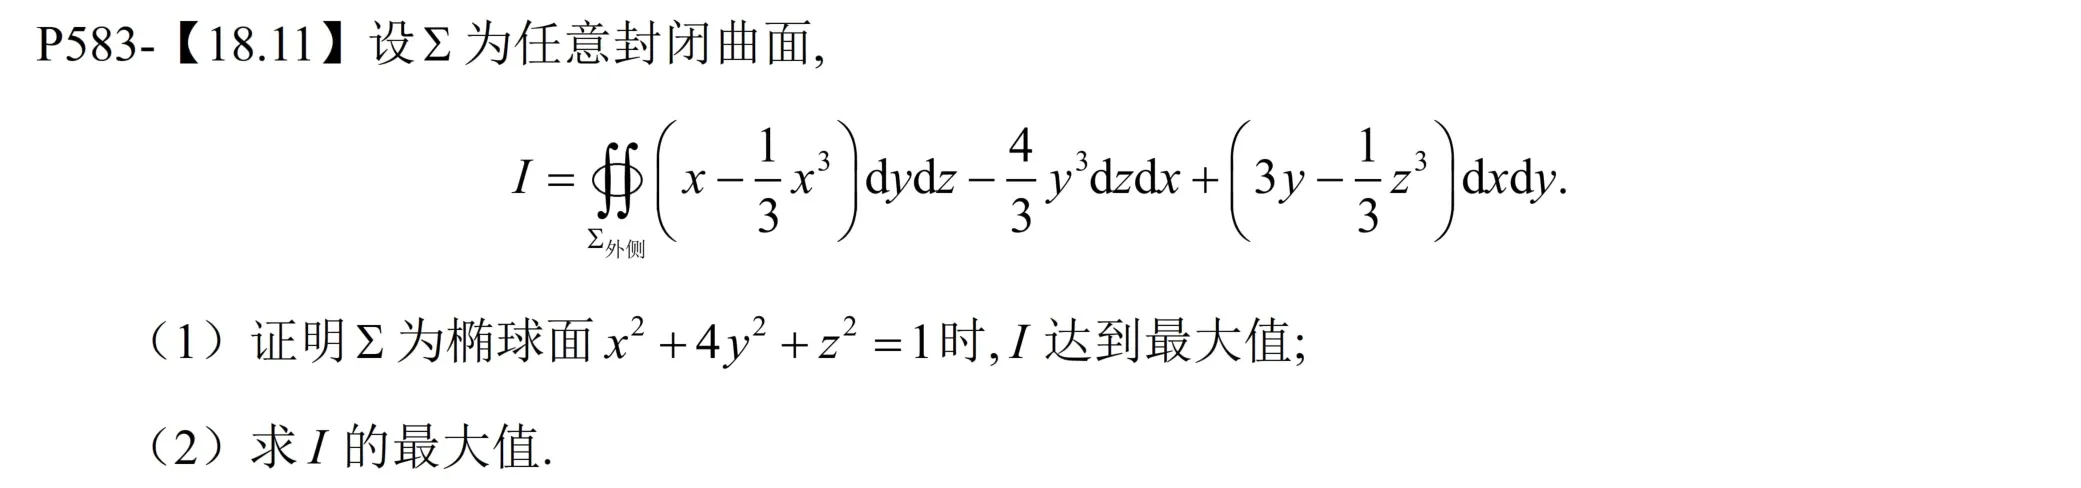 P583-【18.11】设Σ为任意封闭曲面,
I = ∯_{Σ外侧} (x − 1/3 x³) dydz − 4/3 y³ dzdx + (3y − 1/3 z³) dxdy.
（1）证明Σ为椭球面 x² + 4y² + z² = 1时, I 达到最大值;
（2）求 I 的最大值.